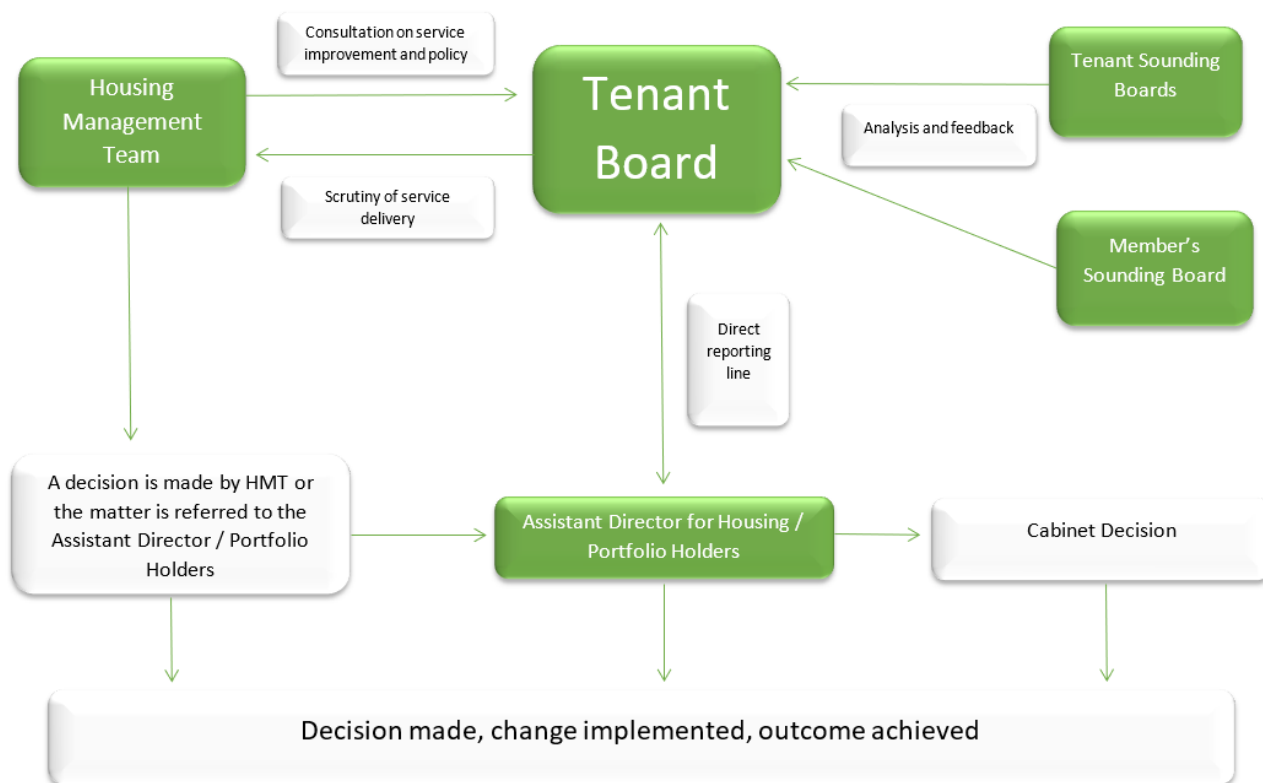 Consultation on service
improvement and policy
Housing
Management
Team
Tenant
Board
Tenant Sounding
Boards
Analysis and feedback
Scrutiny of service
delivery
Member's
Sounding Board
Direct
reporting
line
A decision is made by HMT or
the matter is referred to the
Assistant Director / Portfolio
Holders
Assistant Director for Housing /
Portfolio Holders
Cabinet Decision
Decision made, change implemented, outcome achieved